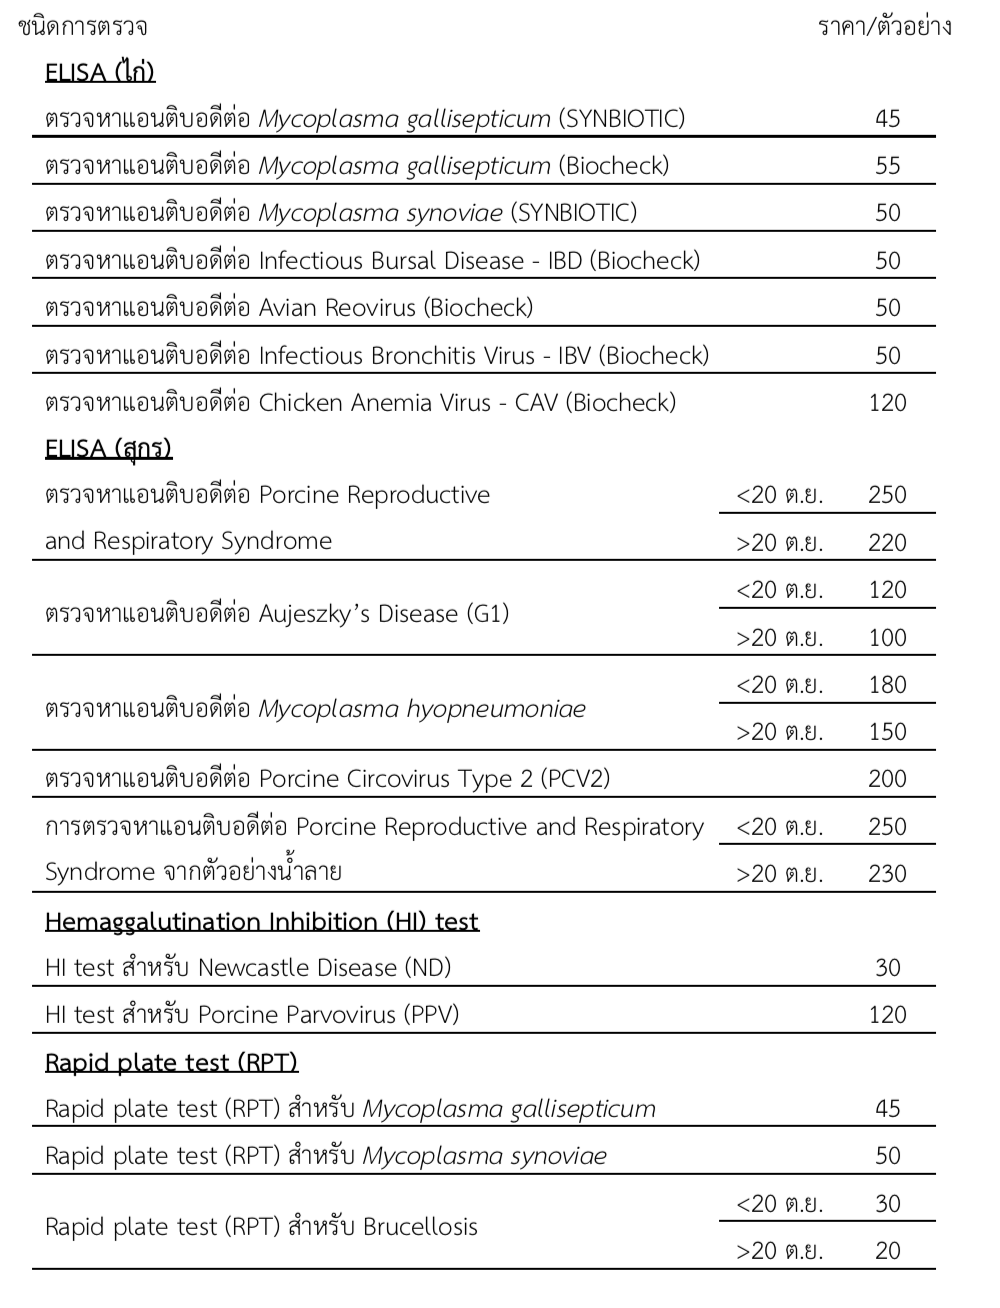 ชนิดการตรวจ ราคา/ตัวอย่าง
ELISA (ไก่)
ตรวจหาแอนติบอดีต่อ Mycoplasma gallisepticum (SYNBIOTIC) 45
ตรวจหาแอนติบอดีต่อ Mycoplasma gallisepticum (Biocheck) 55
ตรวจหาแอนติบอดีต่อ Mycoplasma synoviae (SYNBIOTIC) 50
ตรวจหาแอนติบอดีต่อ Infectious Bursal Disease - IBD (Biocheck) 50
ตรวจหาแอนติบอดีต่อ Avian Reovirus (Biocheck) 50
ตรวจหาแอนติบอดีต่อ Infectious Bronchitis Virus - IBV (Biocheck) 50
ตรวจหาแอนติบอดีต่อ Chicken Anemia Virus - CAV (Biocheck) 120
ELISA (สุกร)
ตรวจหาแอนติบอดีต่อ Porcine Reproductive <20 ต.ย. 250
and Respiratory Syndrome >20 ต.ย. 220
<20 ต.ย. 120
ตรวจหาแอนติบอดีต่อ Aujeszky’s Disease (G1)
>20 ต.ย. 100
<20 ต.ย. 180
ตรวจหาแอนติบอดีต่อ Mycoplasma hyopneumoniae
>20 ต.ย. 150
ตรวจหาแอนติบอดีต่อ Porcine Circovirus Type 2 (PCV2) 200
การตรวจหาแอนติบอดีต่อ Porcine Reproductive and Respiratory <20 ต.ย. 250
Syndrome จากตัวอย่างน้ำลาย >20 ต.ย. 230
Hemaggalutination Inhibition (HI) test
HI test สำหรับ Newcastle Disease (ND) 30
HI test สำหรับ Porcine Parvovirus (PPV) 120
Rapid plate test (RPT)
Rapid plate test (RPT) สำหรับ Mycoplasma gallisepticum 45
Rapid plate test (RPT) สำหรับ Mycoplasma synoviae 50
<20 ต.ย. 30
Rapid plate test (RPT) สำหรับ Brucellosis
>20 ต.ย. 20